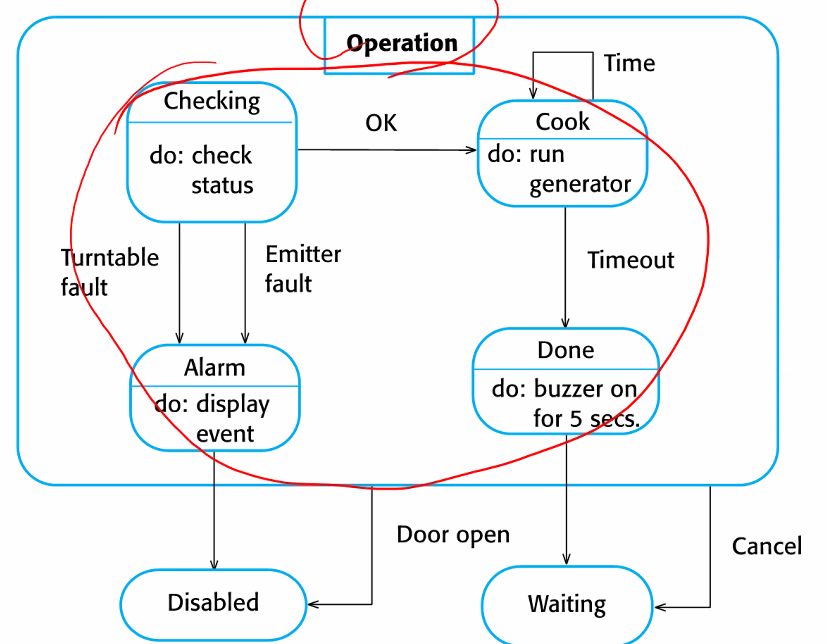 Operation
Time
Checking
OK
Cook
do: check
status
do: run
generator
Turntable
fault
Emitter
fault
Timeout
Alarm
Done
do: display
event
do: buzzer on
for 5 secs.
Door open
Cancel
Disabled
Waiting